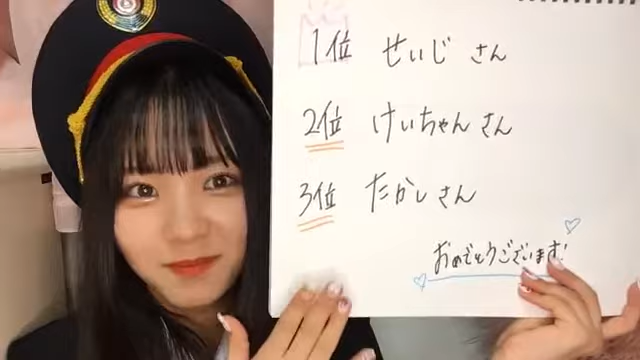 1位 せいじ さん
2位 けいちゃん さん
3位 たかし さん
おめでとうございます!